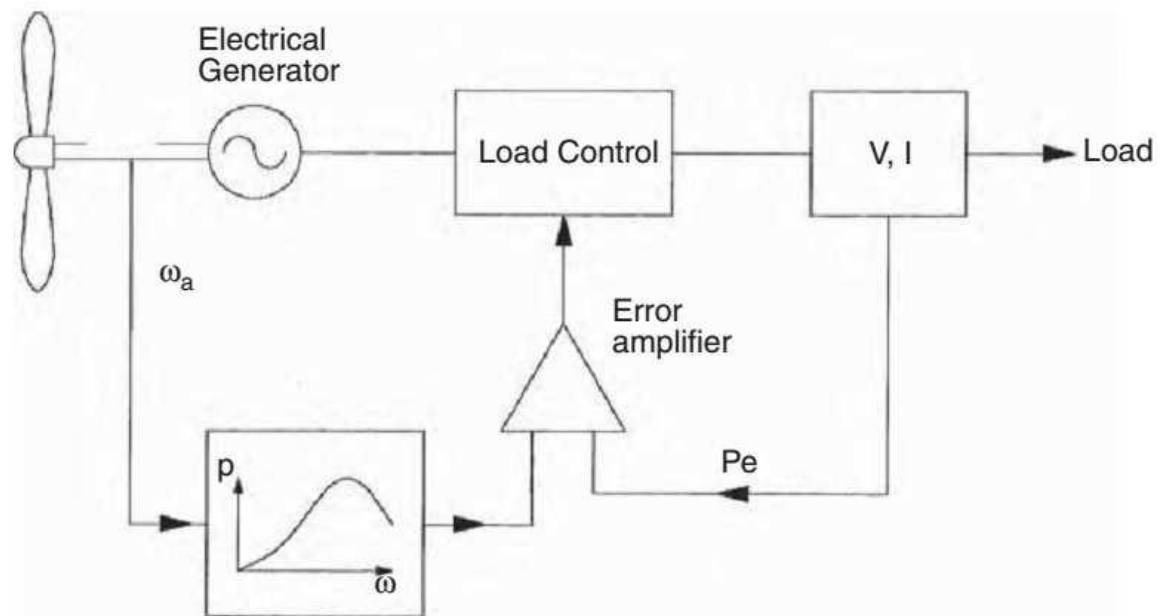 Electrical
Generator
Load Control
V, I
Load
ωa
Error
amplifier
Pe
p
ω